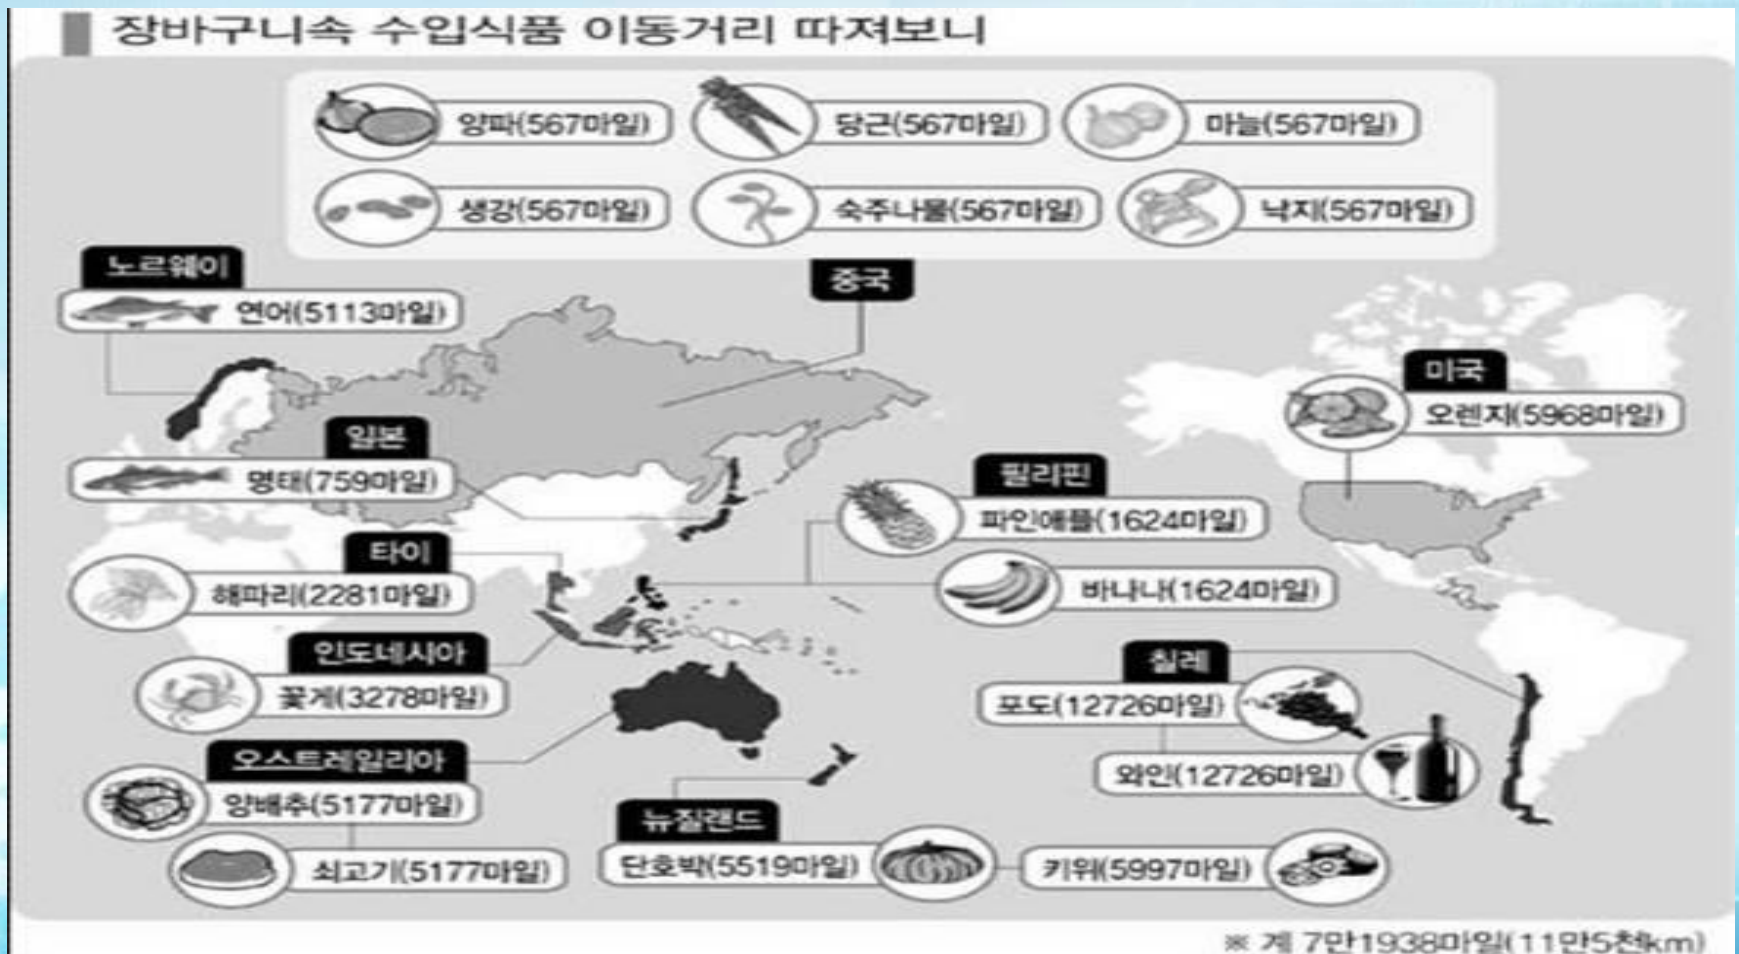 장바구니속 수입식품 이동거리 따져보니
양파(567마일)
당근(567마일)
마늘(567마일)
생강(567마일)
숙주나물(567마일)
낙지(567마일)
노르웨이
연어(5113마일)
중국
미국
오렌지(5968마일)
일본
명태(759마일)
필리핀
파인애플(1624마일)
바나나(1624마일)
타이
해파리(2281마일)
인도네시아
꽃게(3278마일)
칠레
포도(12726마일)
와인(12726마일)
오스트레일리아
양배추(5177마일)
쇠고기(5177마일)
뉴질랜드
단호박(5519마일)
키위(5997마일)
※ 계 7만1938마일(11만5천km)